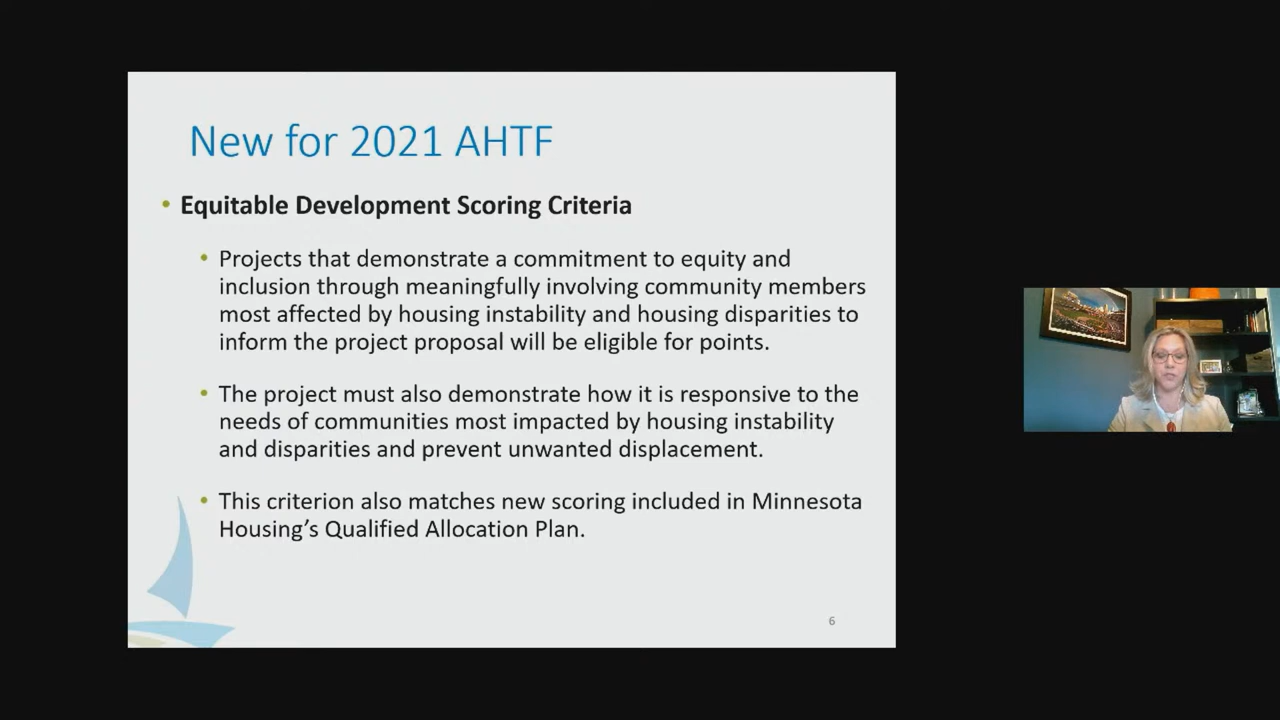 New for 2021 AHTF
• Equitable Development Scoring Criteria
• Projects that demonstrate a commitment to equity and
inclusion through meaningfully involving community members
most affected by housing instability and housing disparities to
inform the project proposal will be eligible for points.
• The project must also demonstrate how it is responsive to the
needs of communities most impacted by housing instability
and disparities and prevent unwanted displacement.
• This criterion also matches new scoring included in Minnesota
Housing’s Qualified Allocation Plan.
6